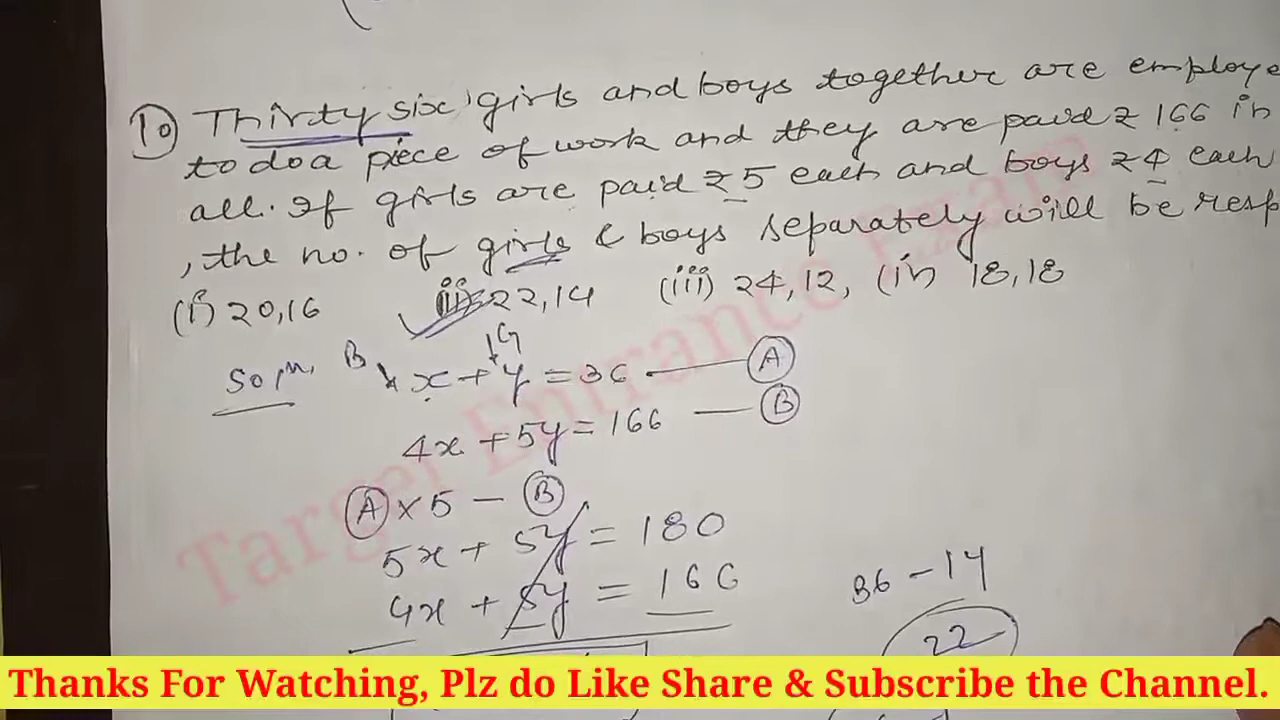 10 Thirty six girls and boys together are employe
to do a piece of work and they are paid ₹ 166 in
all. If girls are paid ₹ 5 each and boys ₹ 4 each
, the no. of girls & boys separately will be resp
(i) 20,16 (ii) 22,14 (iii) 24,12, (iv) 18,18
Soln. B G
x + y = 36 — A
4x + 5y = 166 — B
A × 5 — B
5x + 5y = 180
4x + 5y = 166
36 - 14
22
Target Entrance Exam
Thanks For Watching, Plz do Like Share & Subscribe the Channel.